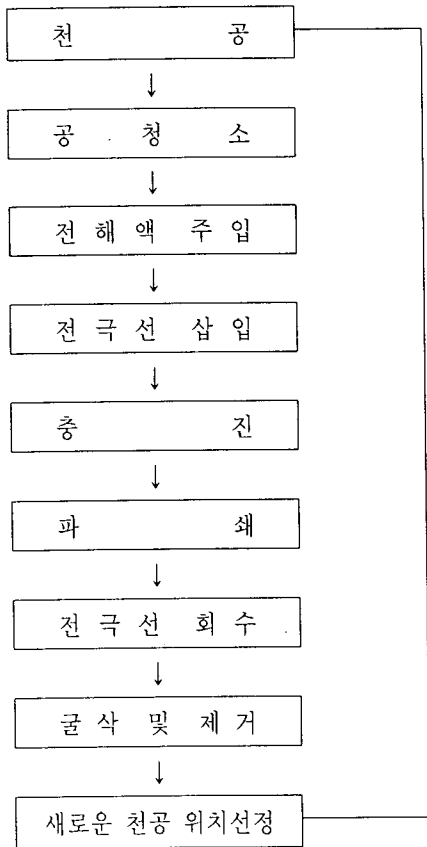 천 공
공 청 소
전 해 액 주 입
전 극 선 삽 입
충 진
파 쇄
전 극 선 회 수
굴 삭 및 제 거
새로운 천공 위치선정